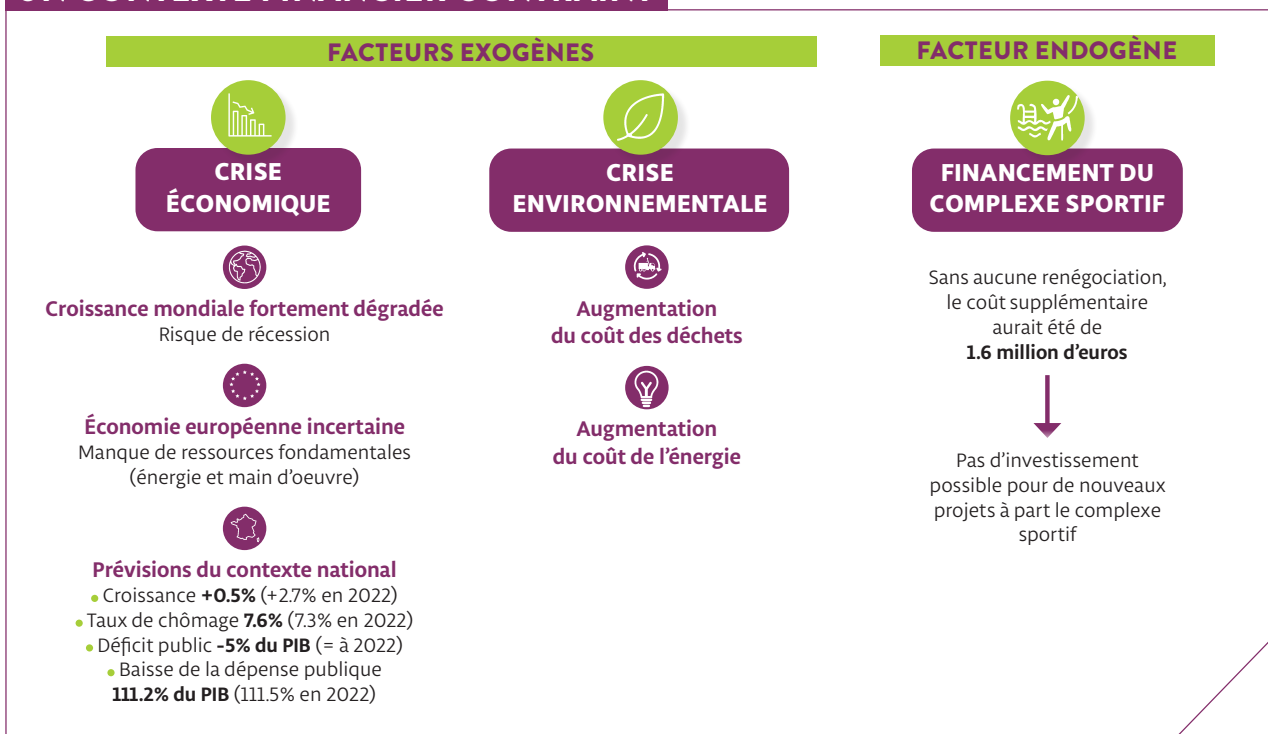 UN CONTEXTE FINANCIER CONTRAINT
FACTEURS EXOGÈNES
CRISE
ÉCONOMIQUE
Croissance mondiale fortement dégradée
Risque de récession
Économie européenne incertaine
Manque de ressources fondamentales
(énergie et main d'oeuvre)
Prévisions du contexte national
• Croissance +0.5% (+2.7% en 2022)
• Taux de chômage 7.6% (7.3% en 2022)
• Déficit public -5% du PIB (= à 2022)
• Baisse de la dépense publique
111.2% du PIB (111.5% en 2022)
CRISE
ENVIRONNEMENTALE
Augmentation
du coût des déchets
Augmentation
du coût de l'énergie
FACTEUR ENDOGÈNE
FINANCEMENT DU
COMPLEXE SPORTIF
Sans aucune renégociation,
le coût supplémentaire
aurait été de
1.6 million d'euros
Pas d'investissement
possible pour de nouveaux
projets à part le complexe
sportif